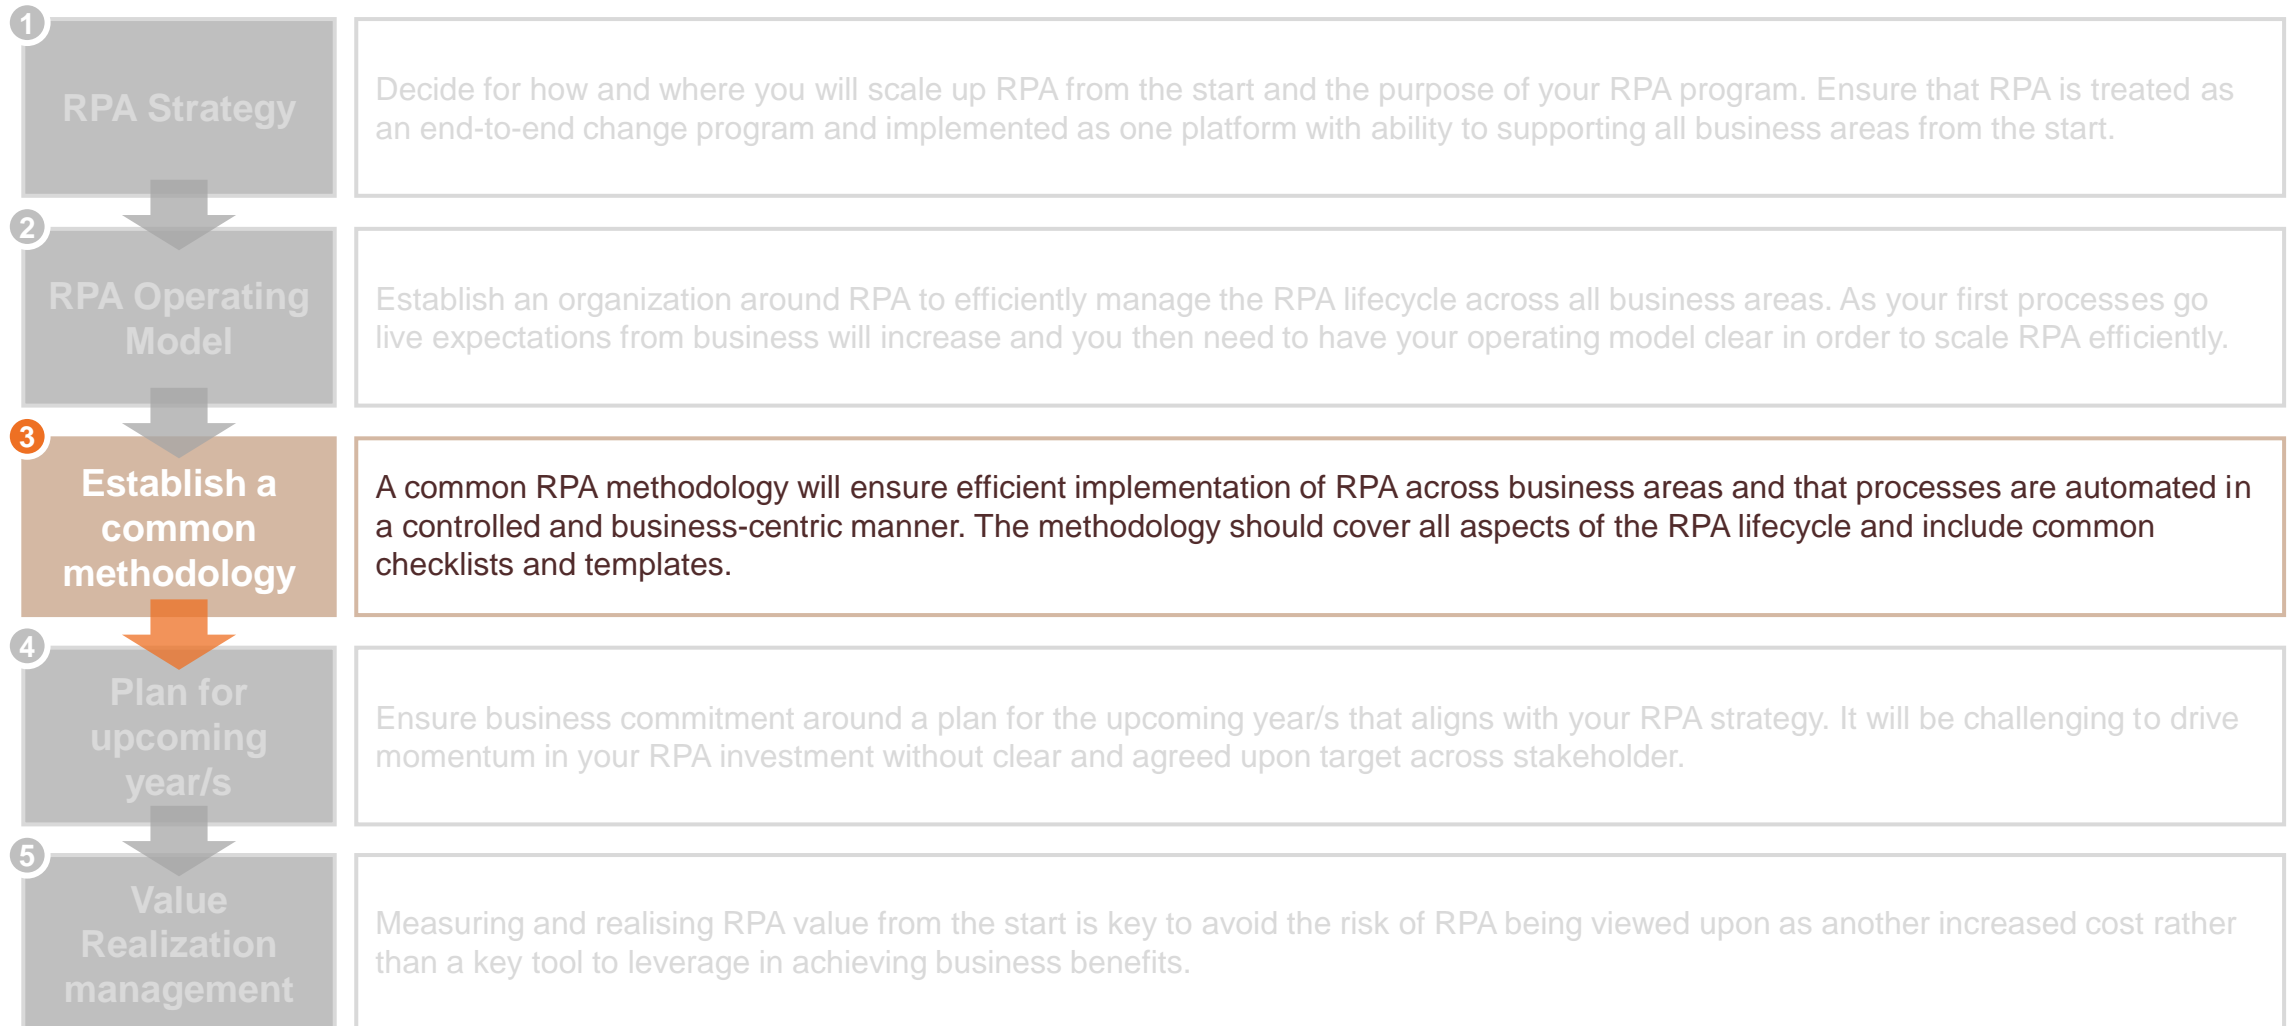 1
RPA Strategy
Decide for how and where you will scale up RPA from the start and the purpose of your RPA program. Ensure that RPA is treated as
an end-to-end change program and implemented as one platform with ability to supporting all business areas from the start.
2
RPA Operating
Model
Establish an organization around RPA to efficiently manage the RPA lifecycle across all business areas. As your first processes go
live expectations from business will increase and you then need to have your operating model clear in order to scale RPA efficiently.
3
Establish a
common
methodology
A common RPA methodology will ensure efficient implementation of RPA across business areas and that processes are automated in
a controlled and business-centric manner. The methodology should cover all aspects of the RPA lifecycle and include common
checklists and templates.
4
Plan for
upcoming
year/s
Ensure business commitment around a plan for the upcoming year/s that aligns with your RPA strategy. It will be challenging to drive
momentum in your RPA investment without clear and agreed upon target across stakeholder.
5
Value
Realization
management
Measuring and realising RPA value from the start is key to avoid the risk of RPA being viewed upon as another increased cost rather
than a key tool to leverage in achieving business benefits.